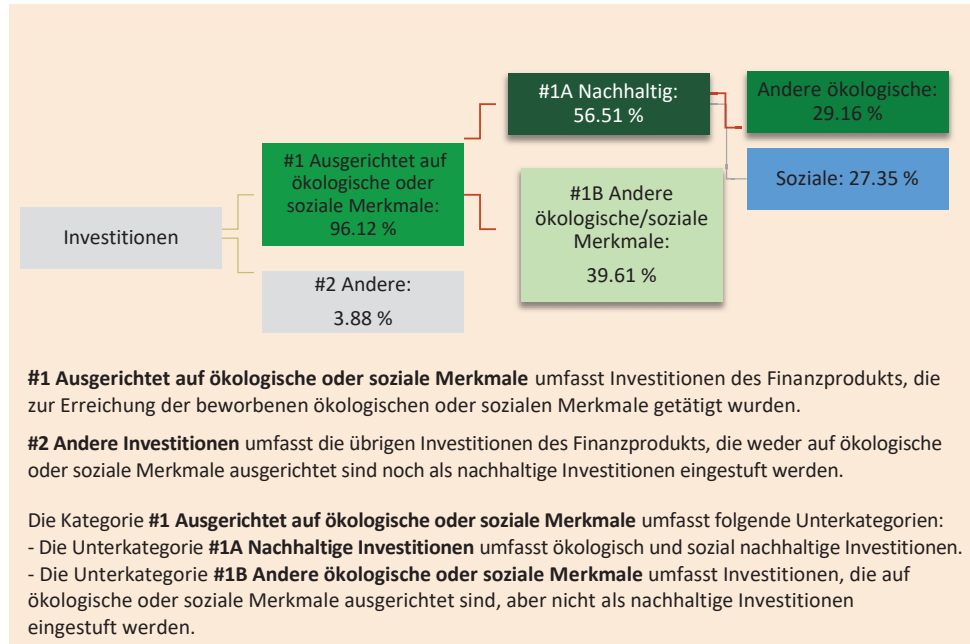 #1A Nachhaltig:
56.51 %
Andere ökologische:
29.16 %
Soziale: 27.35 %
#1 Ausgerichtet auf
ökologische oder
soziale Merkmale:
96.12 %
#1B Andere
ökologische/soziale
Merkmale:
39.61 %
Investitionen
#2 Andere:
3.88 %
#1 Ausgerichtet auf ökologische oder soziale Merkmale umfasst Investitionen des Finanzprodukts, die
zur Erreichung der beworbenen ökologischen oder sozialen Merkmale getätigt wurden.
#2 Andere Investitionen umfasst die übrigen Investitionen des Finanzprodukts, die weder auf ökologische
oder soziale Merkmale ausgerichtet sind noch als nachhaltige Investitionen eingestuft werden.
Die Kategorie #1 Ausgerichtet auf ökologische oder soziale Merkmale umfasst folgende Unterkategorien:
- Die Unterkategorie #1A Nachhaltige Investitionen umfasst ökologisch und sozial nachhaltige Investitionen.
- Die Unterkategorie #1B Andere ökologische oder soziale Merkmale umfasst Investitionen, die auf
ökologische oder soziale Merkmale ausgerichtet sind, aber nicht als nachhaltige Investitionen
eingestuft werden.